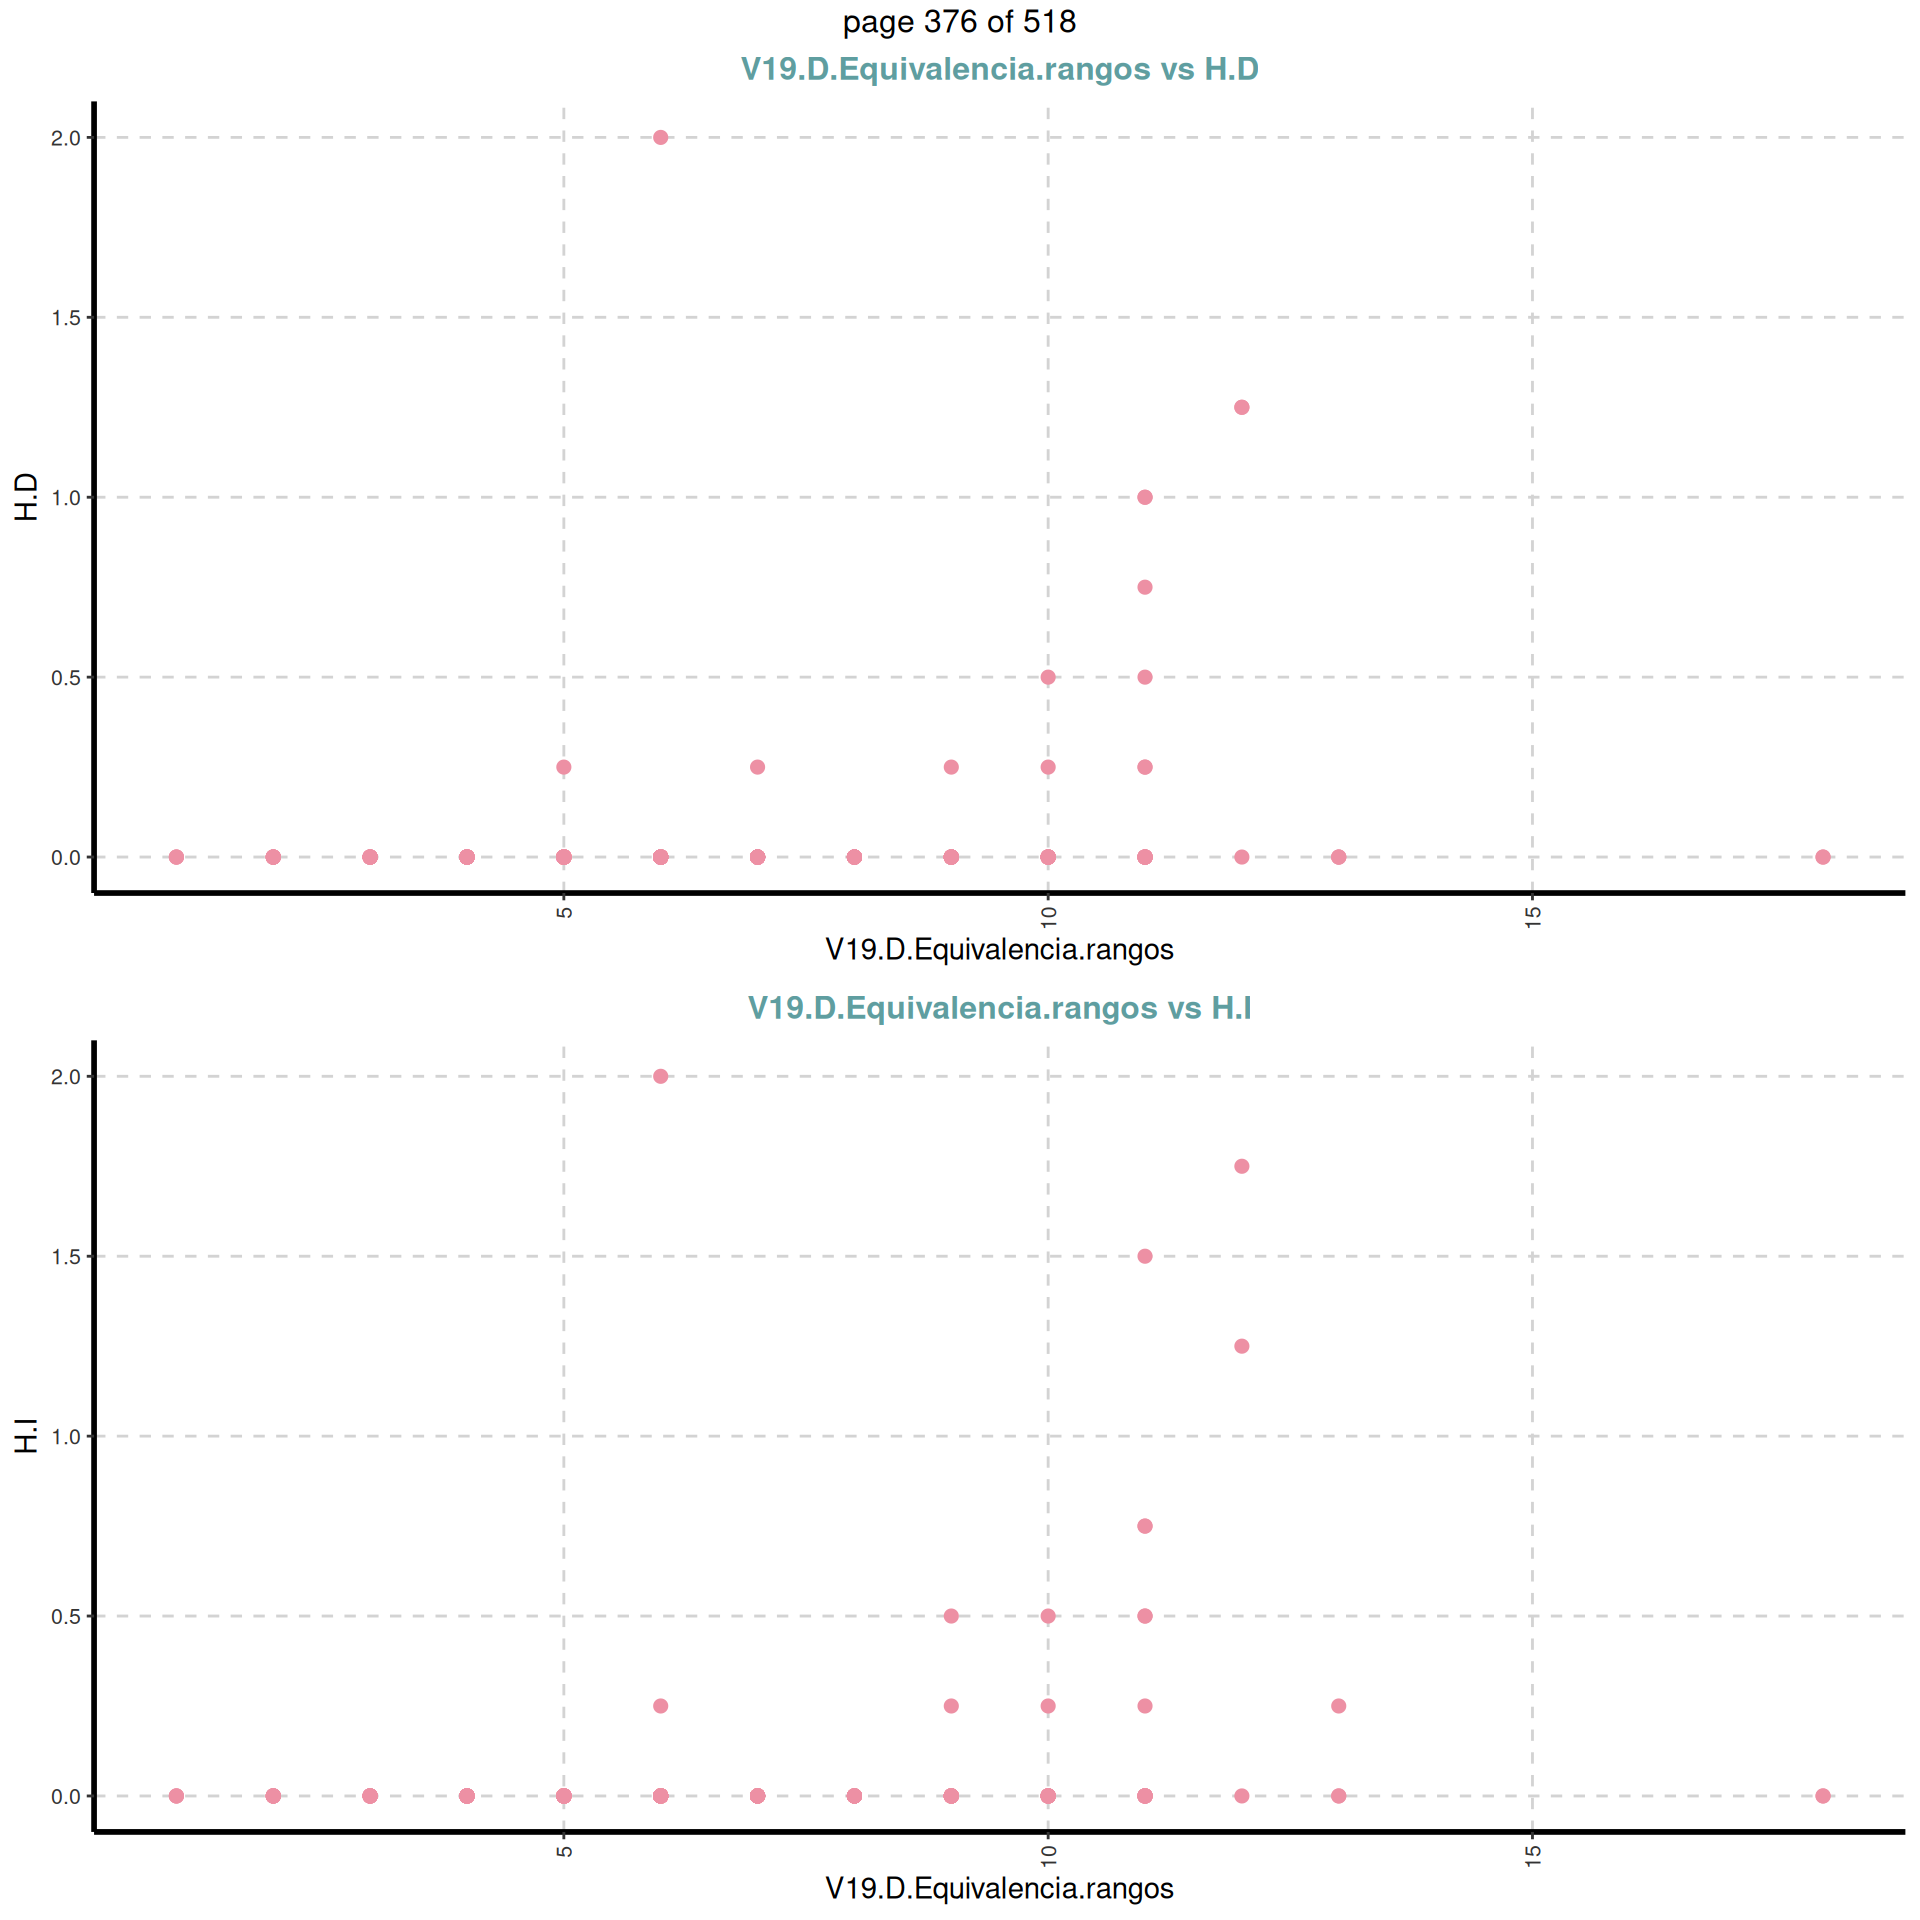 page 376 of 518
V19.D.Equivalencia.rangos vs H.D
2.0
1.5
1.0
0.5
0.0
H.D
5 10 15
V19.D.Equivalencia.rangos
V19.D.Equivalencia.rangos vs H.I
2.0
1.5
1.0
0.5
0.0
H.I
5 10 15
V19.D.Equivalencia.rangos